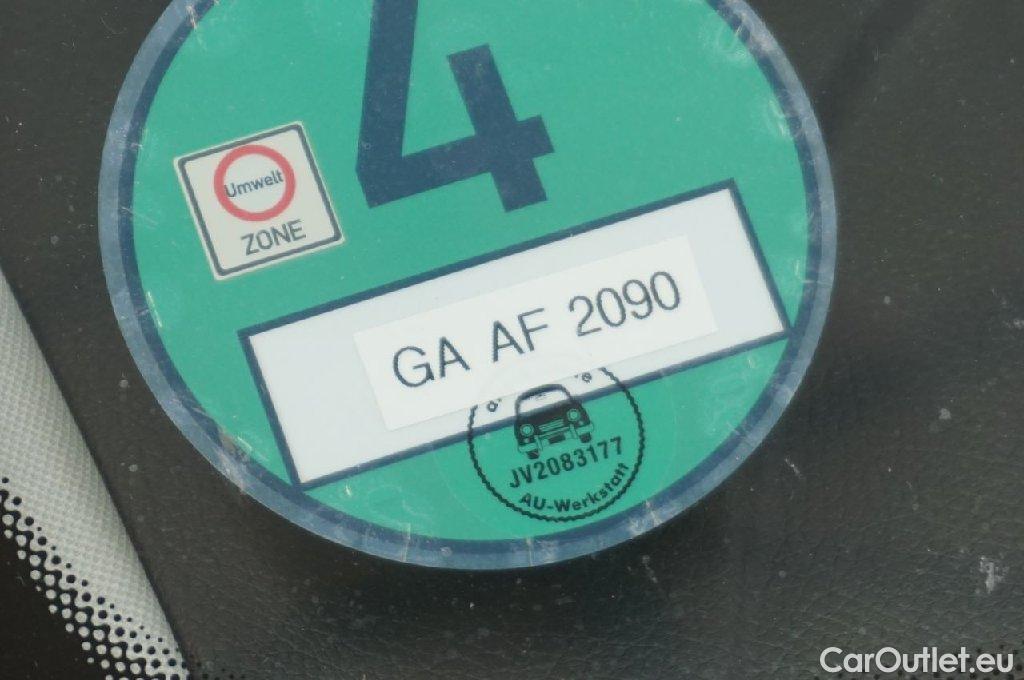 4
Umwelt
ZONE
GA AF 2090
JV2083177
AU-Werkstatt
CarOutlet.eu